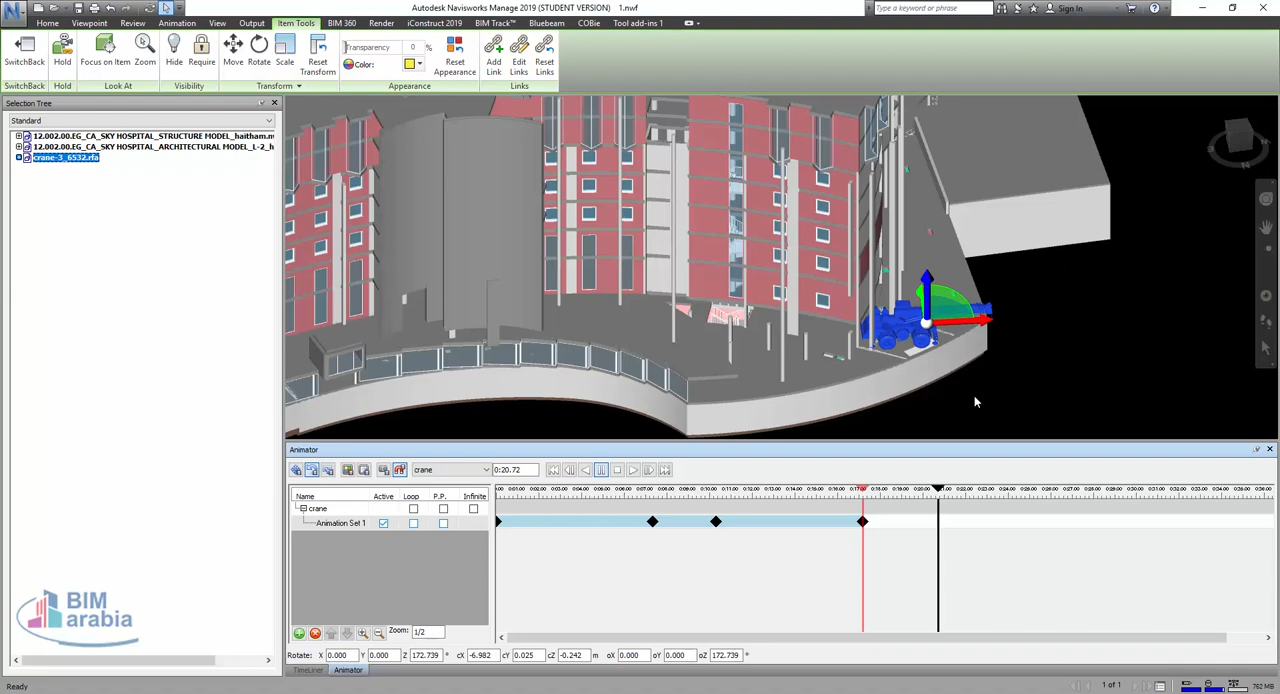 Autodesk Navisworks Manage 2019 (STUDENT VERSION) 1.nwf
Type a keyword or phrase
Sign In
Home Viewpoint Review Animation View Output Item Tools BIM 360 Render iConstruct 2019 BIM Track™ Bluebeam COBie Tool add-ins 1
Transparency 0 %
Color:
SwitchBack Hold Focus on Item Zoom Hide Require Move Rotate Scale Reset Transform Reset Appearance Add Link Edit Links Reset Links
SwitchBack Hold Look At Visibility Transform Appearance Links
Selection Tree
Standard
12.002.00.EG_CA_SKY HOSPITAL_STRUCTURE MODEL_haitham.n
12.002.00.EG_CA_SKY HOSPITAL_ARCHITECTURAL MODEL_L-2_h
crane-3_6532.rfa
Animator
crane 0:20.72
Name Active Loop P.P. Infinite
crane
Animation Set 1
BIM
arabia
Zoom: 1/2
Rotate: X 0.000 Y 0.000 Z 172.739 ° cX -6.982 cY 0.025 cZ -0.242 m oX 0.000 oY 0.000 oZ 172.739 °
TimeLiner Animator
Ready
1 of 1
762 MB